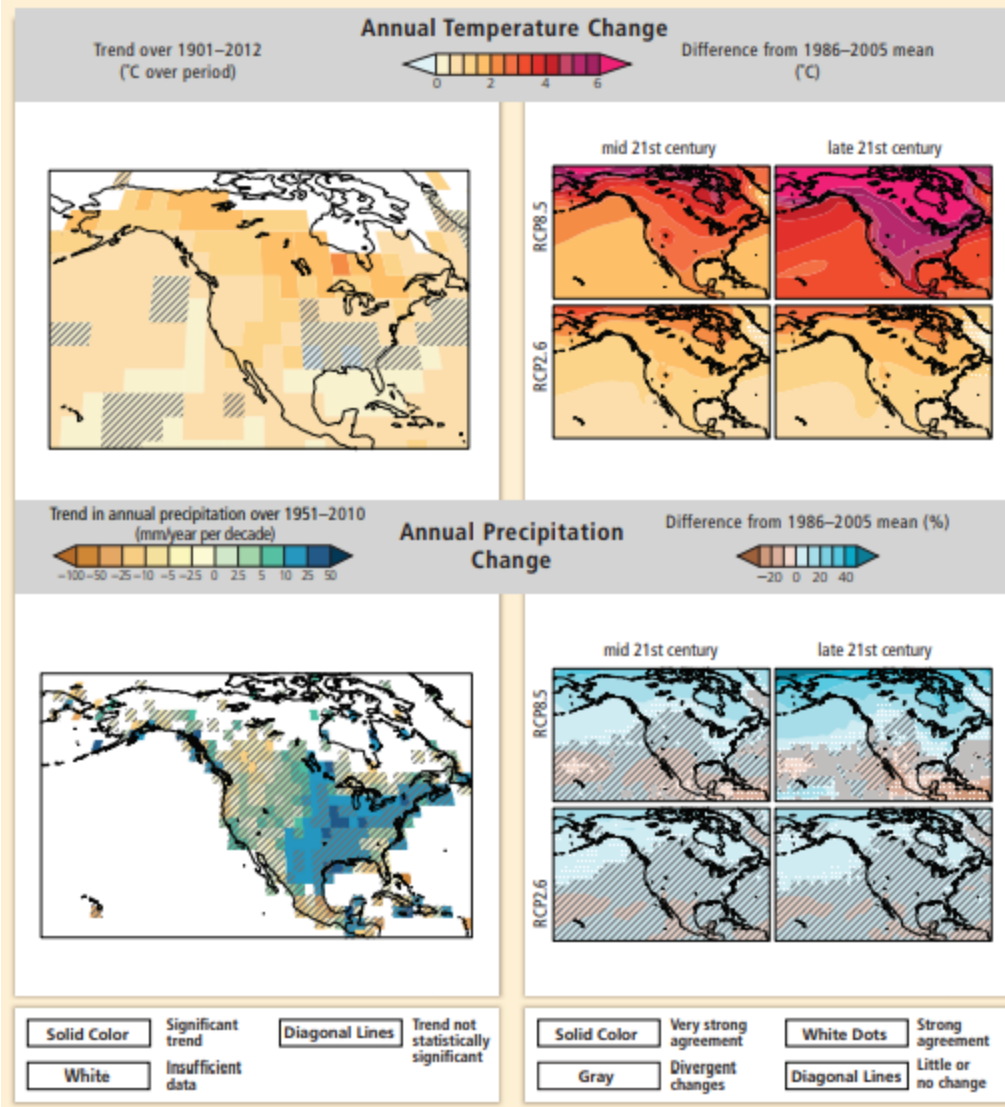 Annual Temperature Change
Trend over 1901–2012
(˚C over period)
0 2 4 6
Difference from 1986–2005 mean
(˚C)
mid 21st century
late 21st century
RCP8.5
RCP2.6
Trend in annual precipitation over 1951–2010
(mm/year per decade)
−100 −50 −25 −10 −5 −25 0 25 5 10 25 50
Annual Precipitation
Change
Difference from 1986–2005 mean (%)
−20 0 20 40
mid 21st century
late 21st century
RCP8.5
RCP2.6
Solid Color
Significant
trend
Diagonal Lines
Trend not
statistically
significant
White
Insufficient
data
Solid Color
Very strong
agreement
White Dots
Strong
agreement
Gray
Divergent
changes
Diagonal Lines
Little or
no change